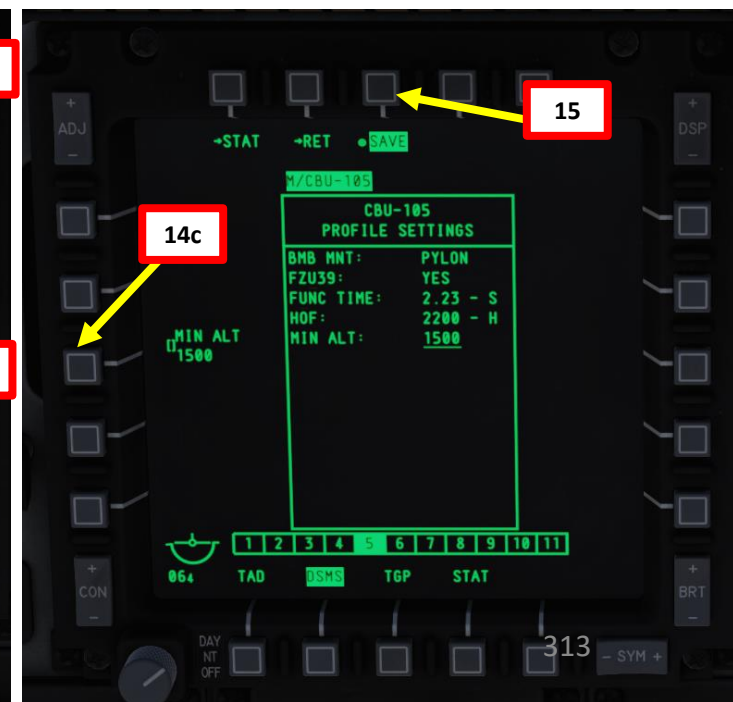 15
+
ADJ
−
+
DSP
−
→STAT →RET ●SAVE
M/CBU-105
CBU-105
PROFILE SETTINGS
14c
BMB MNT: PYLON
FZU39: YES
FUNC TIME: 2.23 - S
HOF: 2200 - H
MIN ALT: 1500
[]MIN ALT
1500
1 2 3 4 5 6 7 8 9 10 11
064 TAD DSMS TGP STAT
+
CON
−
+
BRT
−
DAY
NT
OFF
313
- SYM +